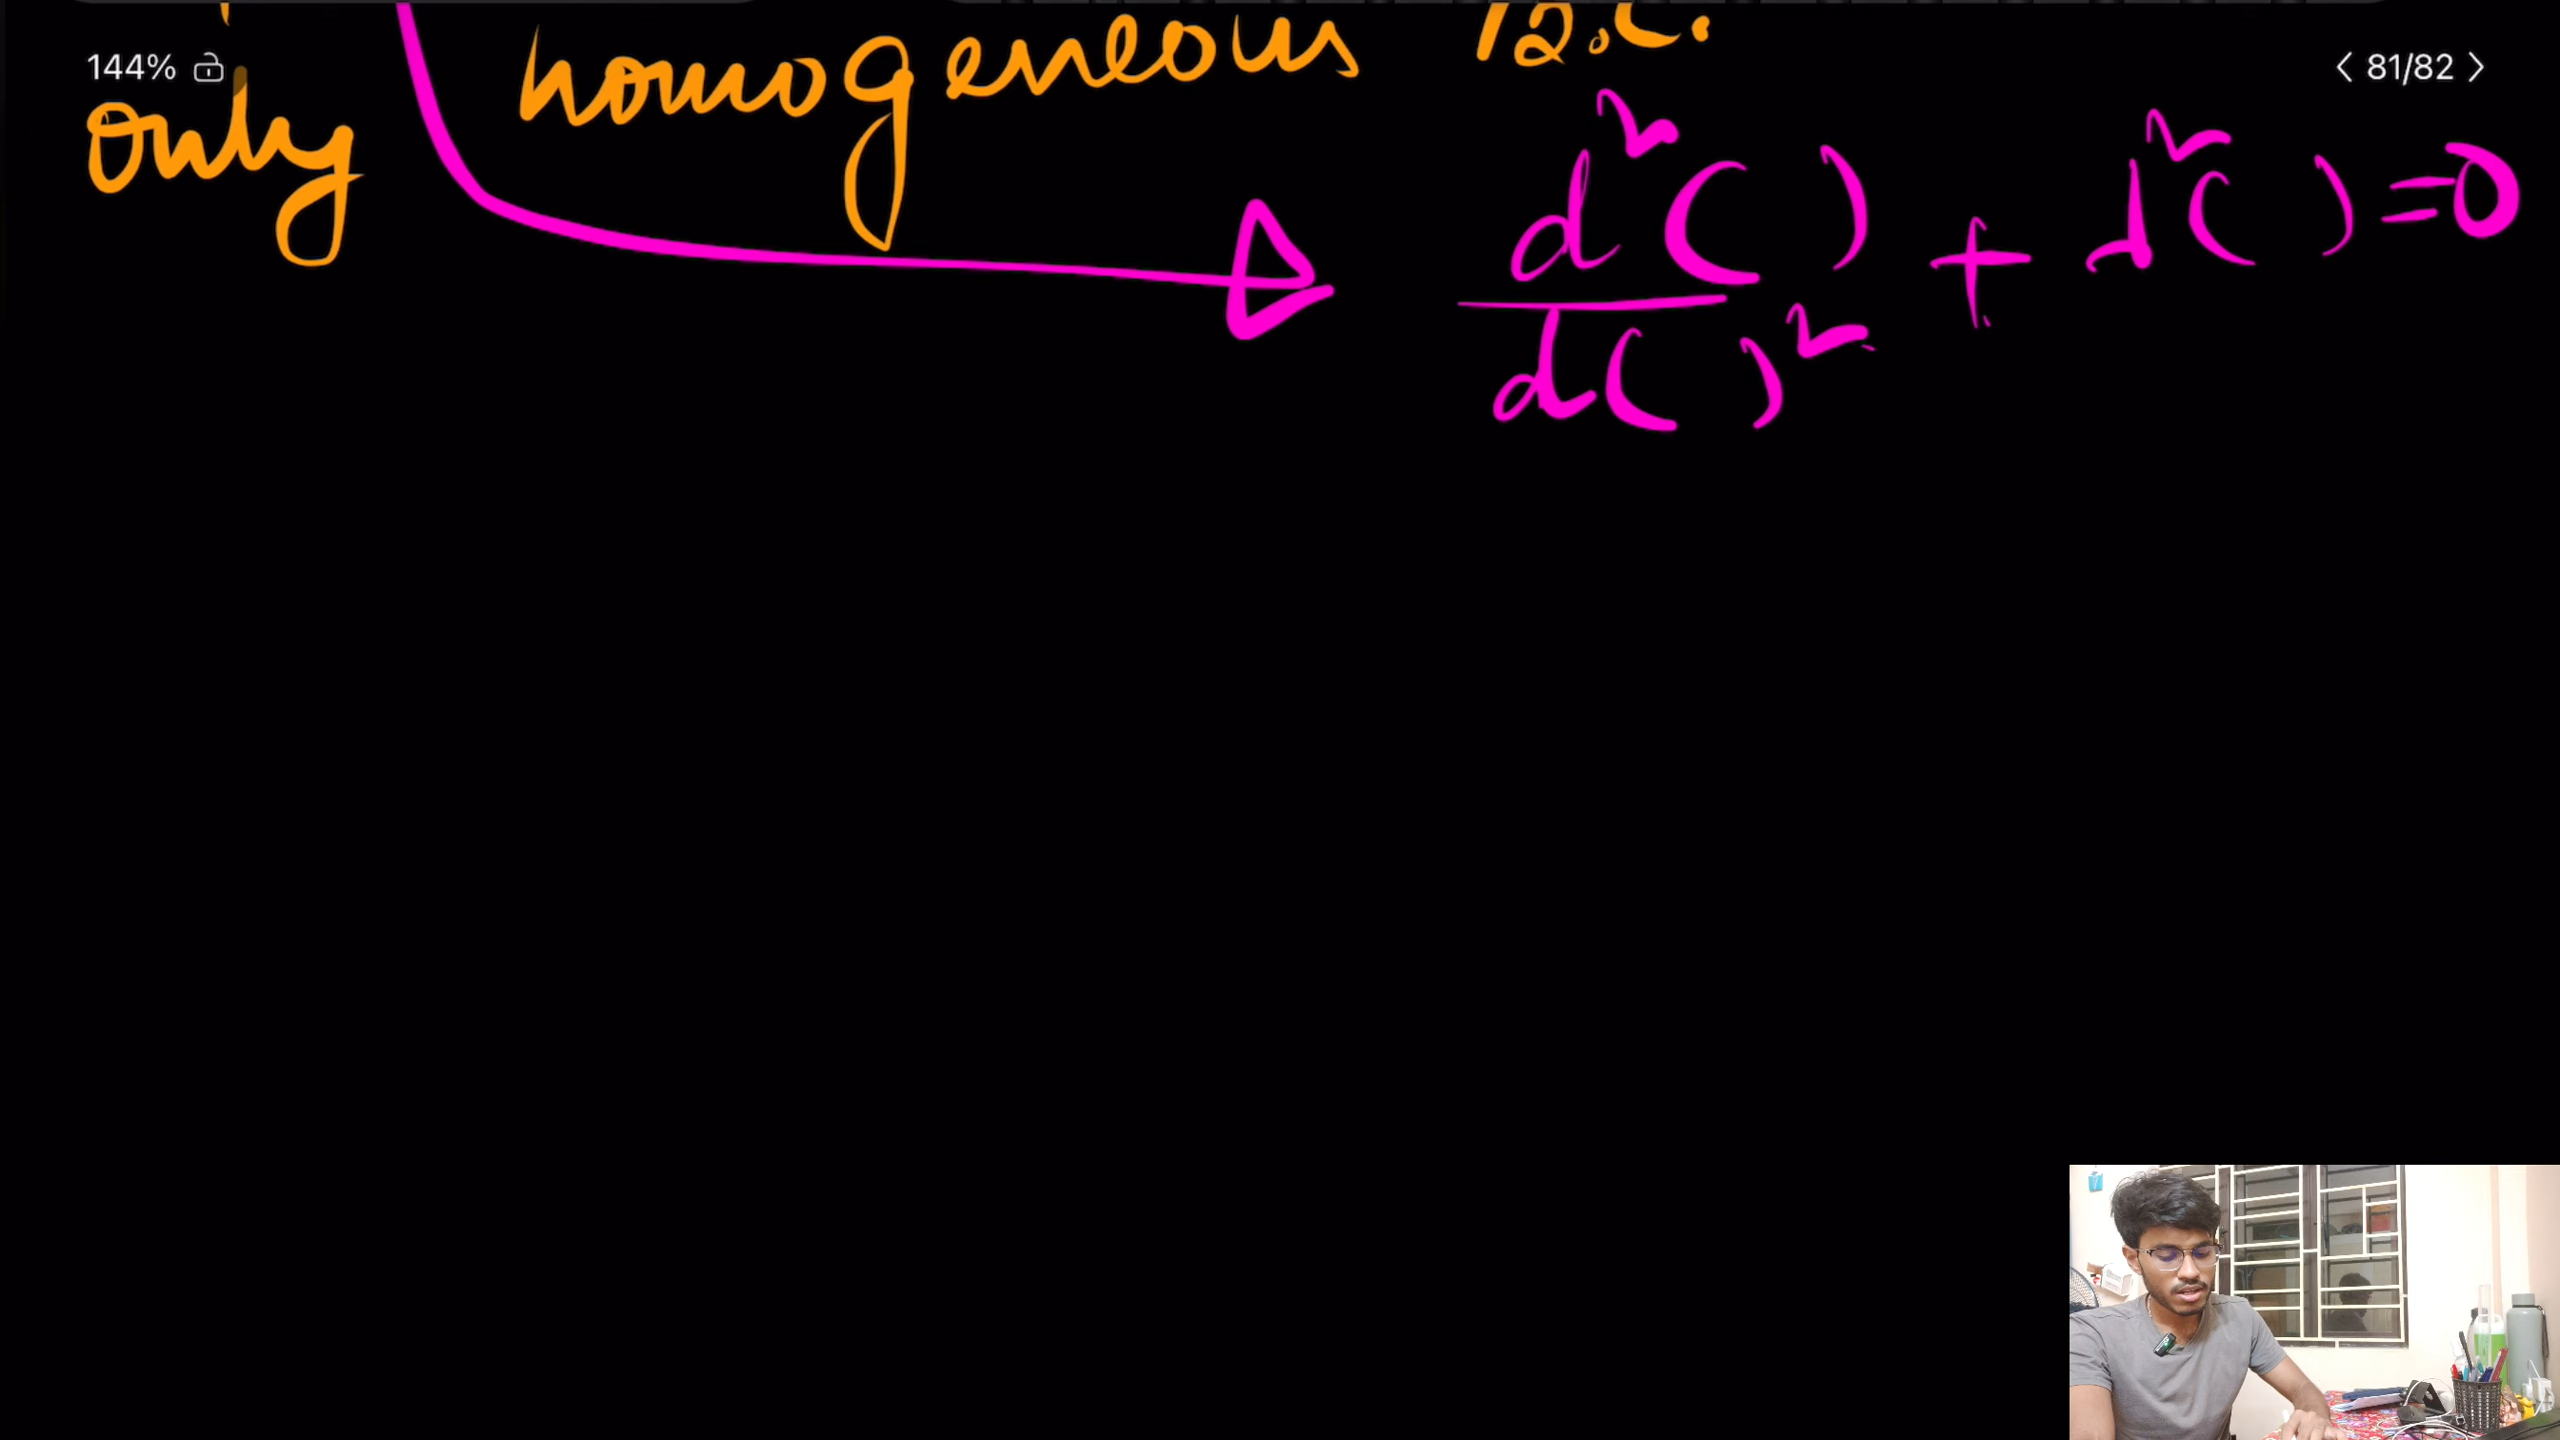 144% 81/82
homogeneous B.C.
only
d²( ) + d²( ) = 0
d( )²